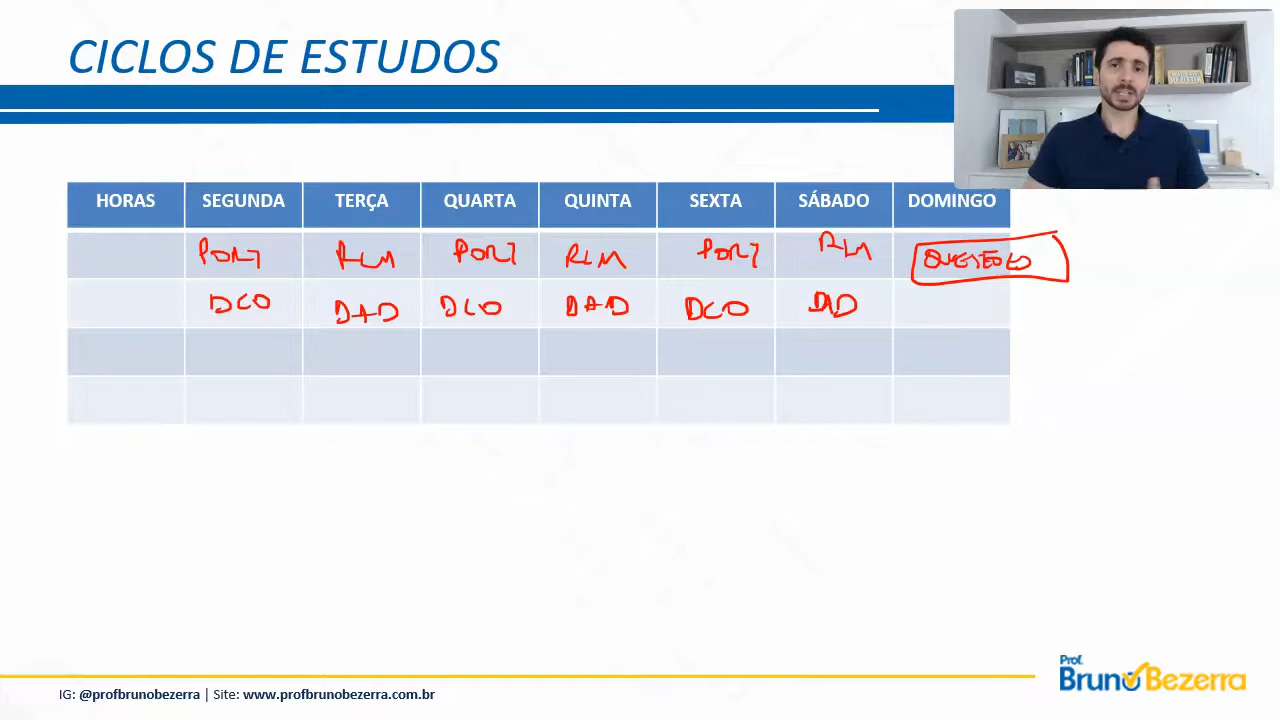 CICLOS DE ESTUDOS
HORAS SEGUNDA TERÇA QUARTA QUINTA SEXTA SÁBADO DOMINGO
PORT RLM PORT RLM PORT RLM
DCO DAD DCO DAD DCO DAD
IG: @profbrunobezerra | Site: www.profbrunobezerra.com.br
Prof.
Bruno Bezerra